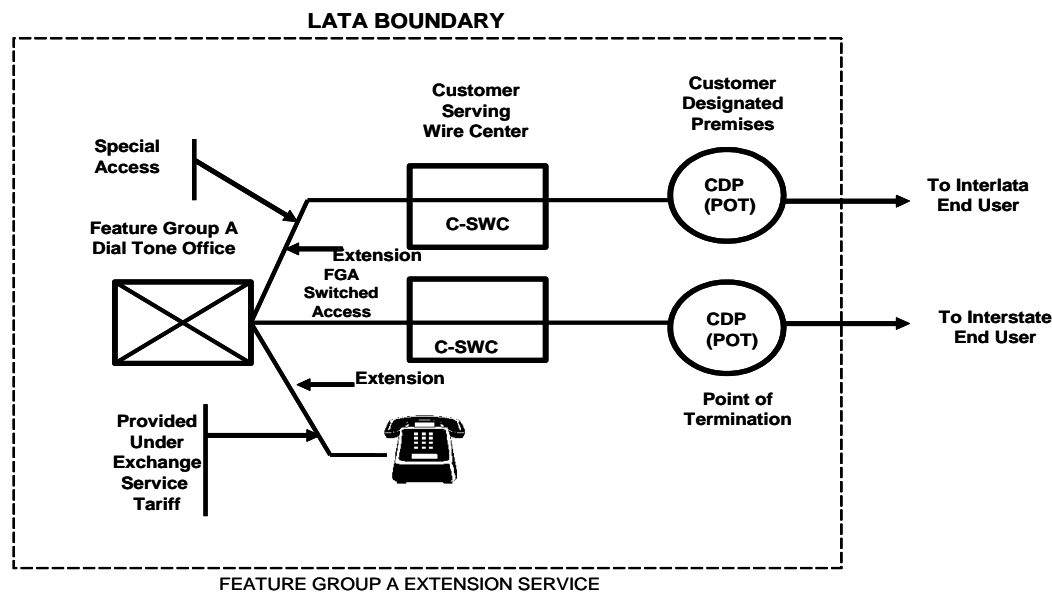 LATA BOUNDARY
Customer
Serving
Wire Center
Customer
Designated
Premises
Special
Access
CDP
(POT)
To Interlata
End User
C-SWC
Feature Group A
Dial Tone Office
Extension
FGA
Switched
Access
CDP
(POT)
To Interstate
End User
C-SWC
Extension
Point of
Termination
Provided
Under
Exchange
Service
Tariff
FEATURE GROUP A EXTENSION SERVICE